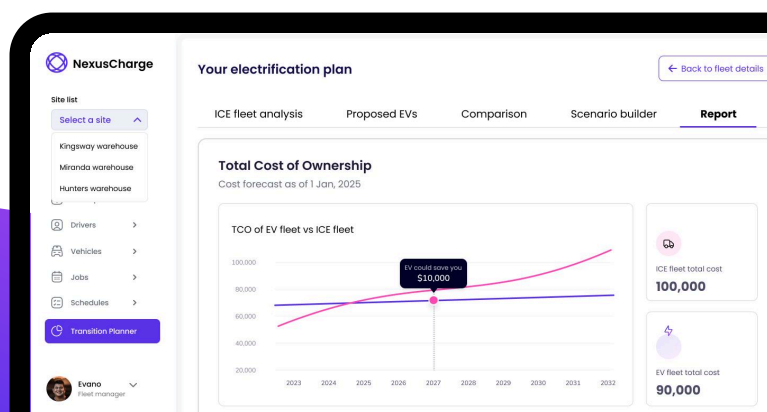 NexusCharge
Site list
Select a site
Kingsway warehouse
Miranda warehouse
Hunters warehouse
Drivers
Vehicles
Jobs
Schedules
Transition Planner
Evano
Fleet manager
Your electrification plan
← Back to fleet details
ICE fleet analysis
Proposed EVs
Comparison
Scenario builder
Report
Total Cost of Ownership
Cost forecast as of 1 Jan, 2025
TCO of EV fleet vs ICE fleet
100.000
80,000
60,000
40,000
20.000
EV could save you
$10,000
2023 2024 2025 2026 2027 2028 2029 2030 2031 2032
ICE fleet total cost
100,000
EV fleet total cost
90,000